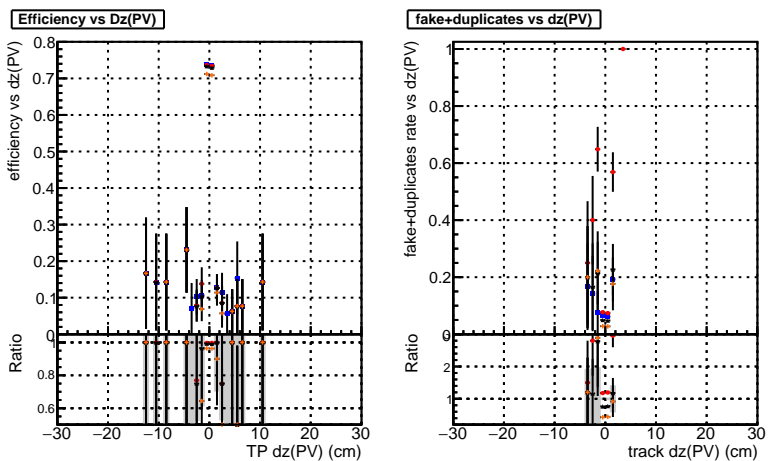 Efficiency vs Dz(PV)
efficiency vs dz(PV)
0.8
0.7
0.6
0.5
0.4
0.3
0.2
0.1
0
Ratio
1
0.8
0.6
−30 −20 −10 0 10 20 30
TP dz(PV) (cm)
fake+duplicates vs dz(PV)
fake+duplicates rate vs dz(PV)
1
0.8
0.6
0.4
0.2
0
Ratio
2
1
−30 −20 −10 0 10 20 30
track dz(PV) (cm)